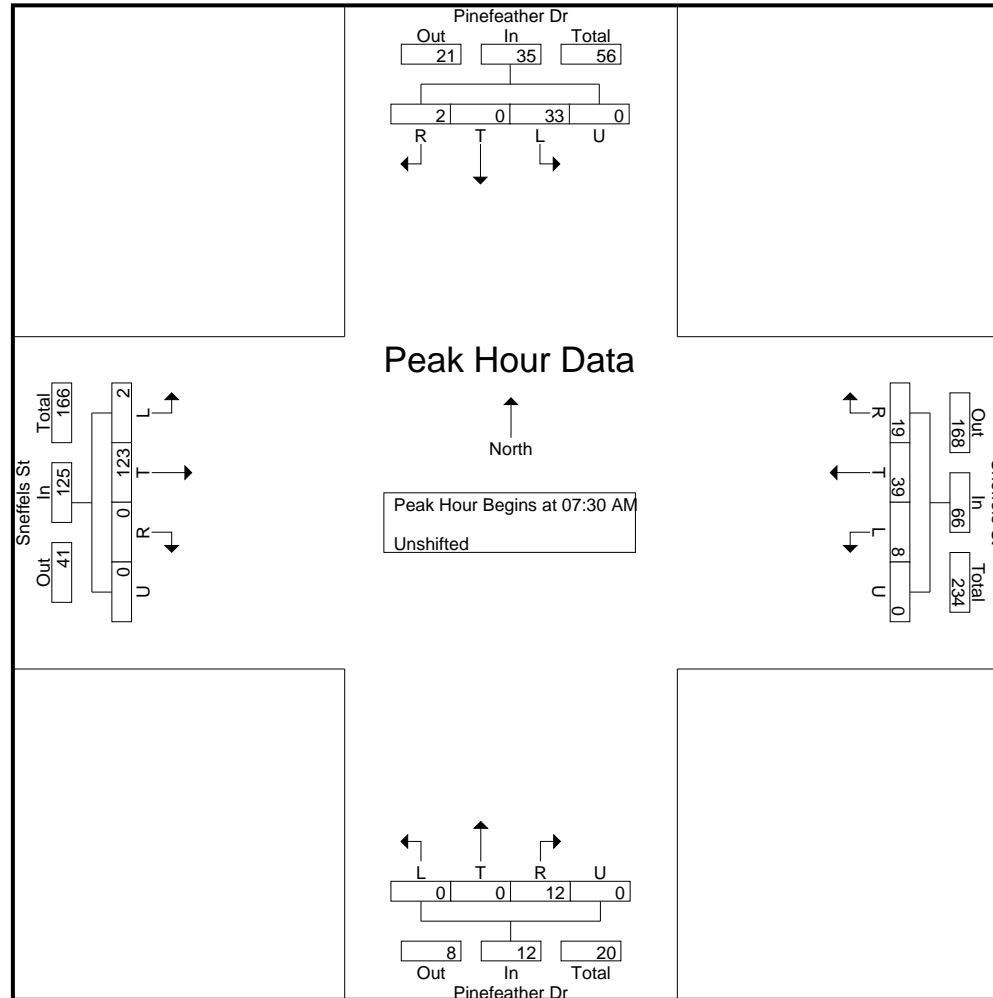 Pinefeather Dr
Out In Total
21 35 56
2 0 33 0
R T L U
Peak Hour Data
North
Peak Hour Begins at 07:30 AM
Unshifted
Sneffels St
Total In Out
166 125 41
2 123 0 0
L T R U
R T L U
19 39 8 0
Out In Total
168 66 234
L T R U
0 0 12 0
8 12 20
Out In Total
Pinefeather Dr